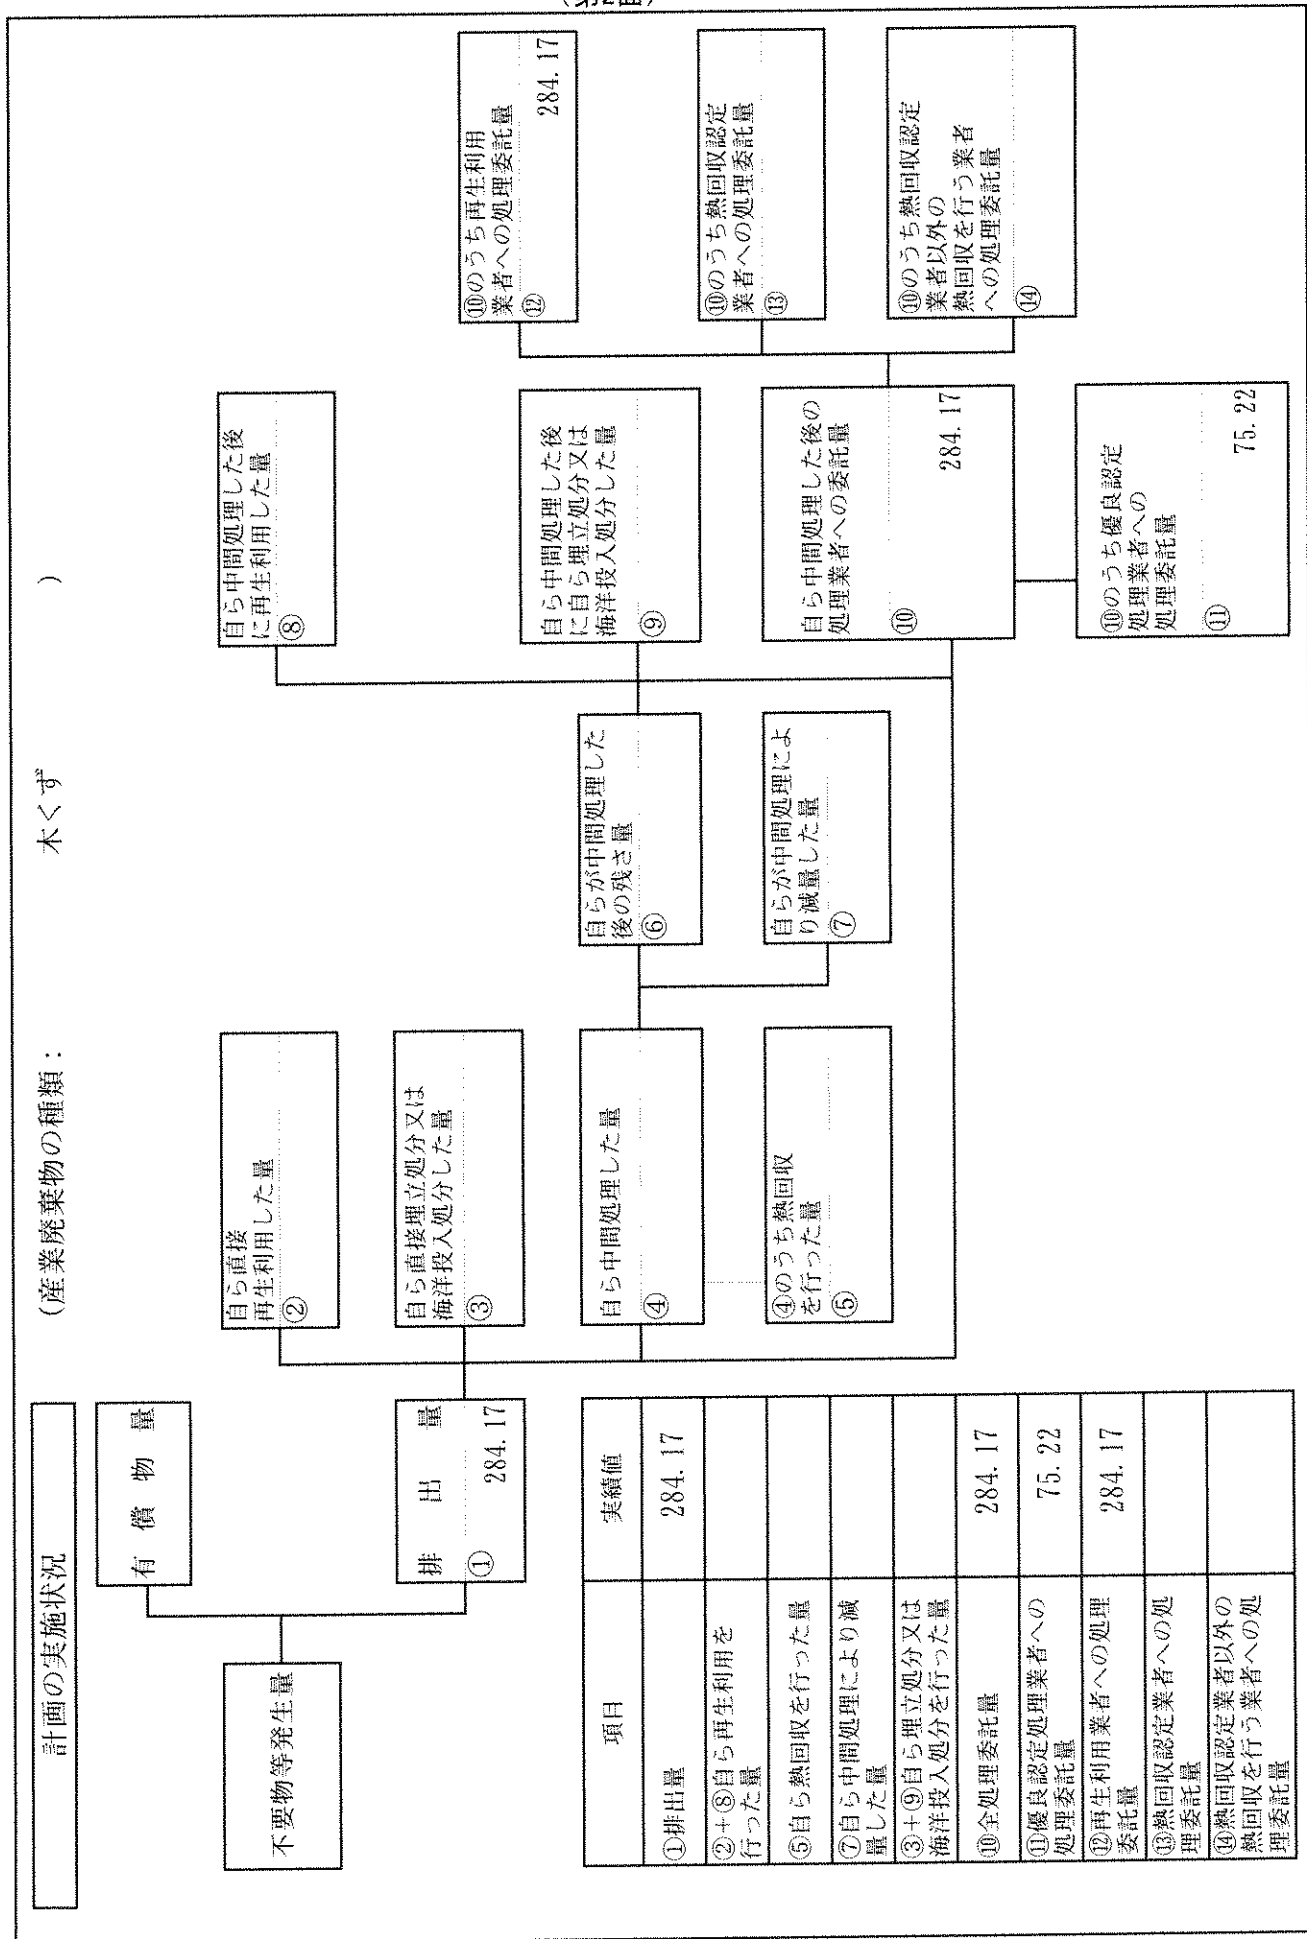 (第2面)
計画の実施状況
(産業廃棄物の種類: 木くず )
不要物等発生量
有償物量
排出量
① 284.17
自ら直接
再生利用した量
②
自ら直接埋立処分又は
海洋投入処分した量
③
自ら中間処理した量
④
④のうち熱回収
を行った量
⑤
自らが中間処理した
後の残さ量
⑥
自らが中間処理によ
り減量した量
⑦
自ら中間処理した後
に再生利用した量
⑧
自ら中間処理した後
に自ら埋立処分又は
海洋投入処分した量
⑨
自ら中間処理した後の
処理業者への委託量
⑩
284.17
⑩のうち優良認定
処理業者への
処理委託量
⑪
75.22
⑩のうち再生利用
業者への処理委託量
⑫
284.17
⑩のうち熱回収認定
業者への処理委託量
⑬
⑩のうち熱回収認定
業者以外の
熱回収を行う業者
への処理委託量
⑭
項目 実績値
①排出量 284.17
②+⑧自ら再生利用を
行った量
⑤自ら熱回収を行った量
⑦自ら中間処理により減
量した量
③+⑨自ら埋立処分又は
海洋投入処分を行った量
⑩全処理委託量 284.17
⑪優良認定処理業者への
処理委託量 75.22
⑫再生利用業者への処理
委託量 284.17
⑬熱回収認定業者への処
理委託量
⑭熱回収認定業者以外の
熱回収を行う業者への処
理委託量